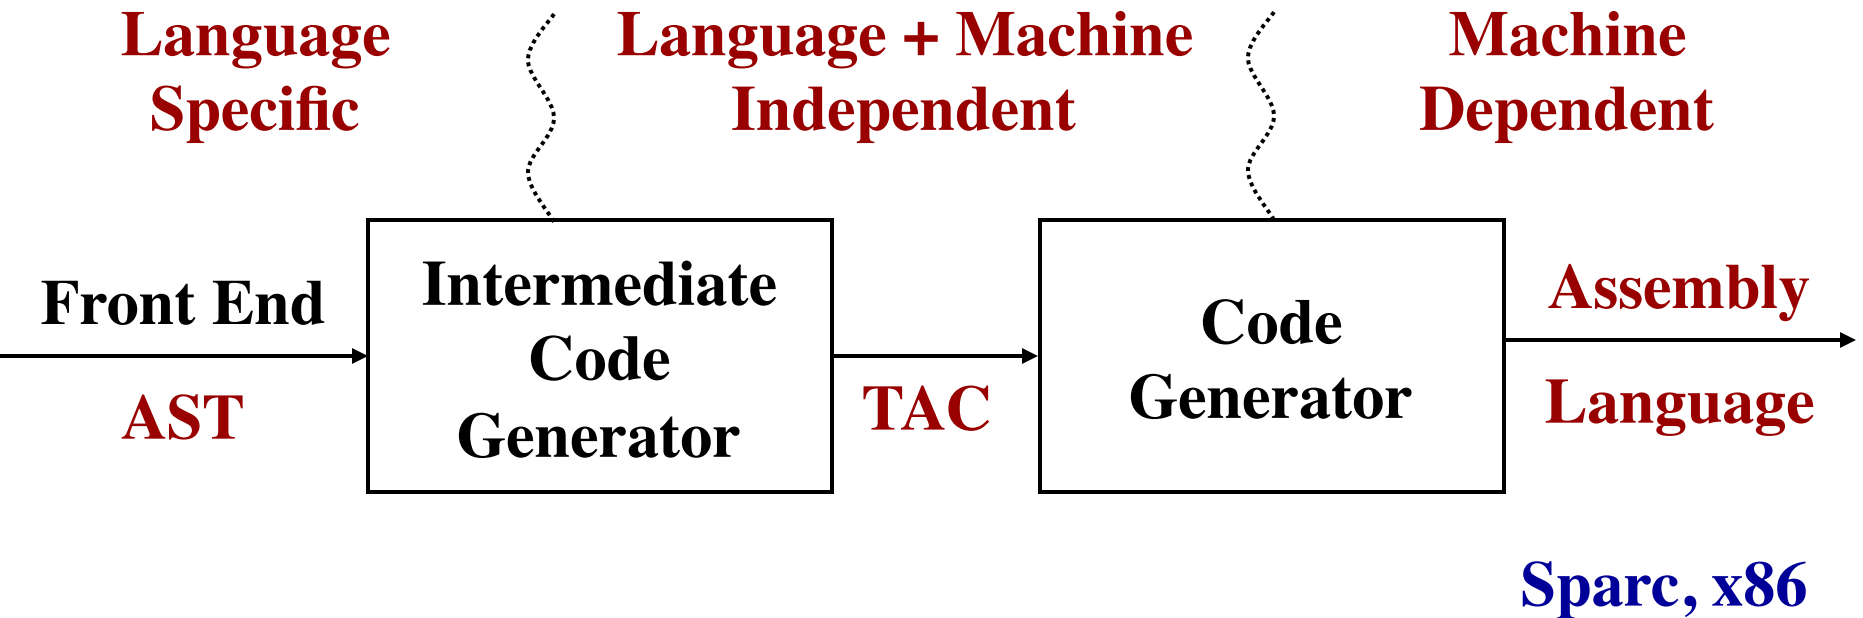 Language
Specific
Language + Machine
Independent
Machine
Dependent
Front End
AST
Intermediate
Code
Generator
TAC
Code
Generator
Assembly
Language
Sparc, x86